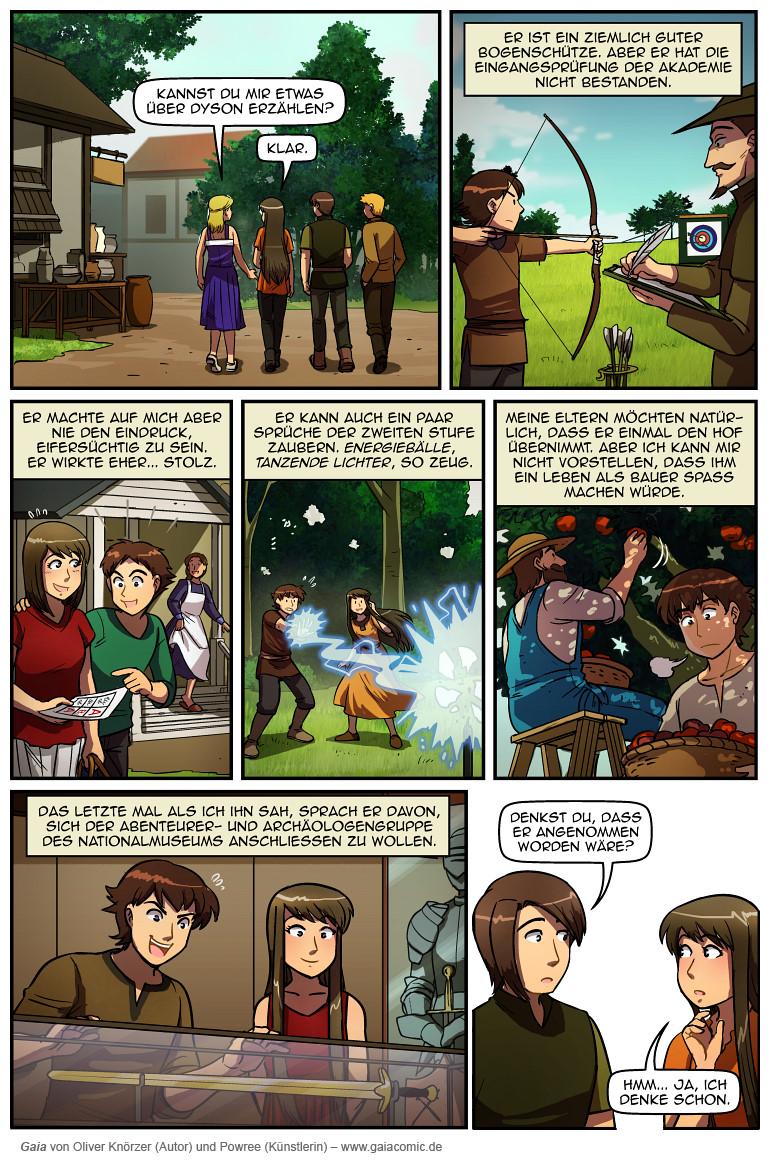 KANNST DU MIR ETWAS
ÜBER DYSON ERZÄHLEN?
KLAR.
ER IST EIN ZIEMLICH GUTER
BOGENSCHÜTZE. ABER ER HAT DIE
EINGANGSPRÜFUNG DER AKADEMIE
NICHT BESTANDEN.
ER MACHTE AUF MICH ABER
NIE DEN EINDRUCK,
EIFERSÜCHTIG ZU SEIN.
ER WIRKTE EHER... STOLZ.
ER KANN AUCH EIN PAAR
SPRÜCHE DER ZWEITEN STUFE
ZAUBERN. ENERGIEBÄLLE,
TANZENDE LICHTER, SO ZEUG.
MEINE ELTERN MÖCHTEN NATÜR-
LICH, DASS ER EINMAL DEN HOF
ÜBERNIMMT. ABER ICH KANN MIR
NICHT VORSTELLEN, DASS IHM
EIN LEBEN ALS BAUER SPASS
MACHEN WÜRDE.
DAS LETZTE MAL ALS ICH IHN SAH, SPRACH ER DAVON,
SICH DER ABENTEURER- UND ARCHÄOLOGENGRUPPE
DES NATIONALMUSEUMS ANSCHLIESSEN ZU WOLLEN.
DENKST DU, DASS
ER ANGENOMMEN
WORDEN WÄRE?
HMM... JA, ICH
DENKE SCHON.
Gaia von Oliver Knörzer (Autor) und Powree (Künstlerin) – www.gaiacomic.de